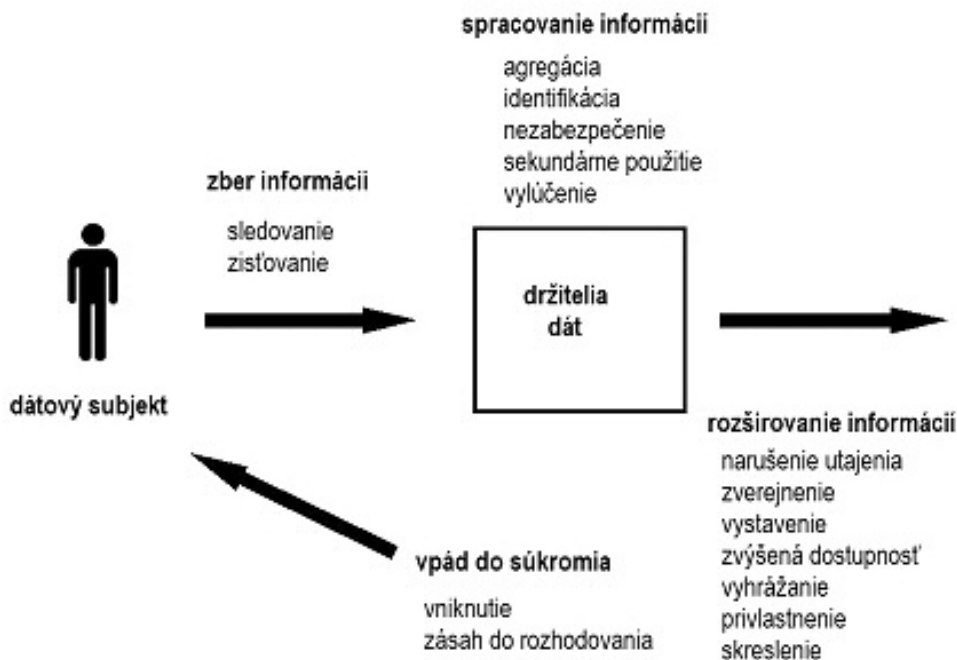 spracovanie informácií
agregácia
identifikácia
nezabezpečenie
sekundárne použitie
vylúčenie
zber informácii
sledovanie
zisťovanie
držitelia
dát
dátový subjekt
rozširovanie informácií
narušenie utajenia
zverejnenie
vystavenie
zvýšená dostupnosť
vyhrážanie
privlastnenie
skreslenie
vpád do súkromia
vniknutie
zásah do rozhodovania